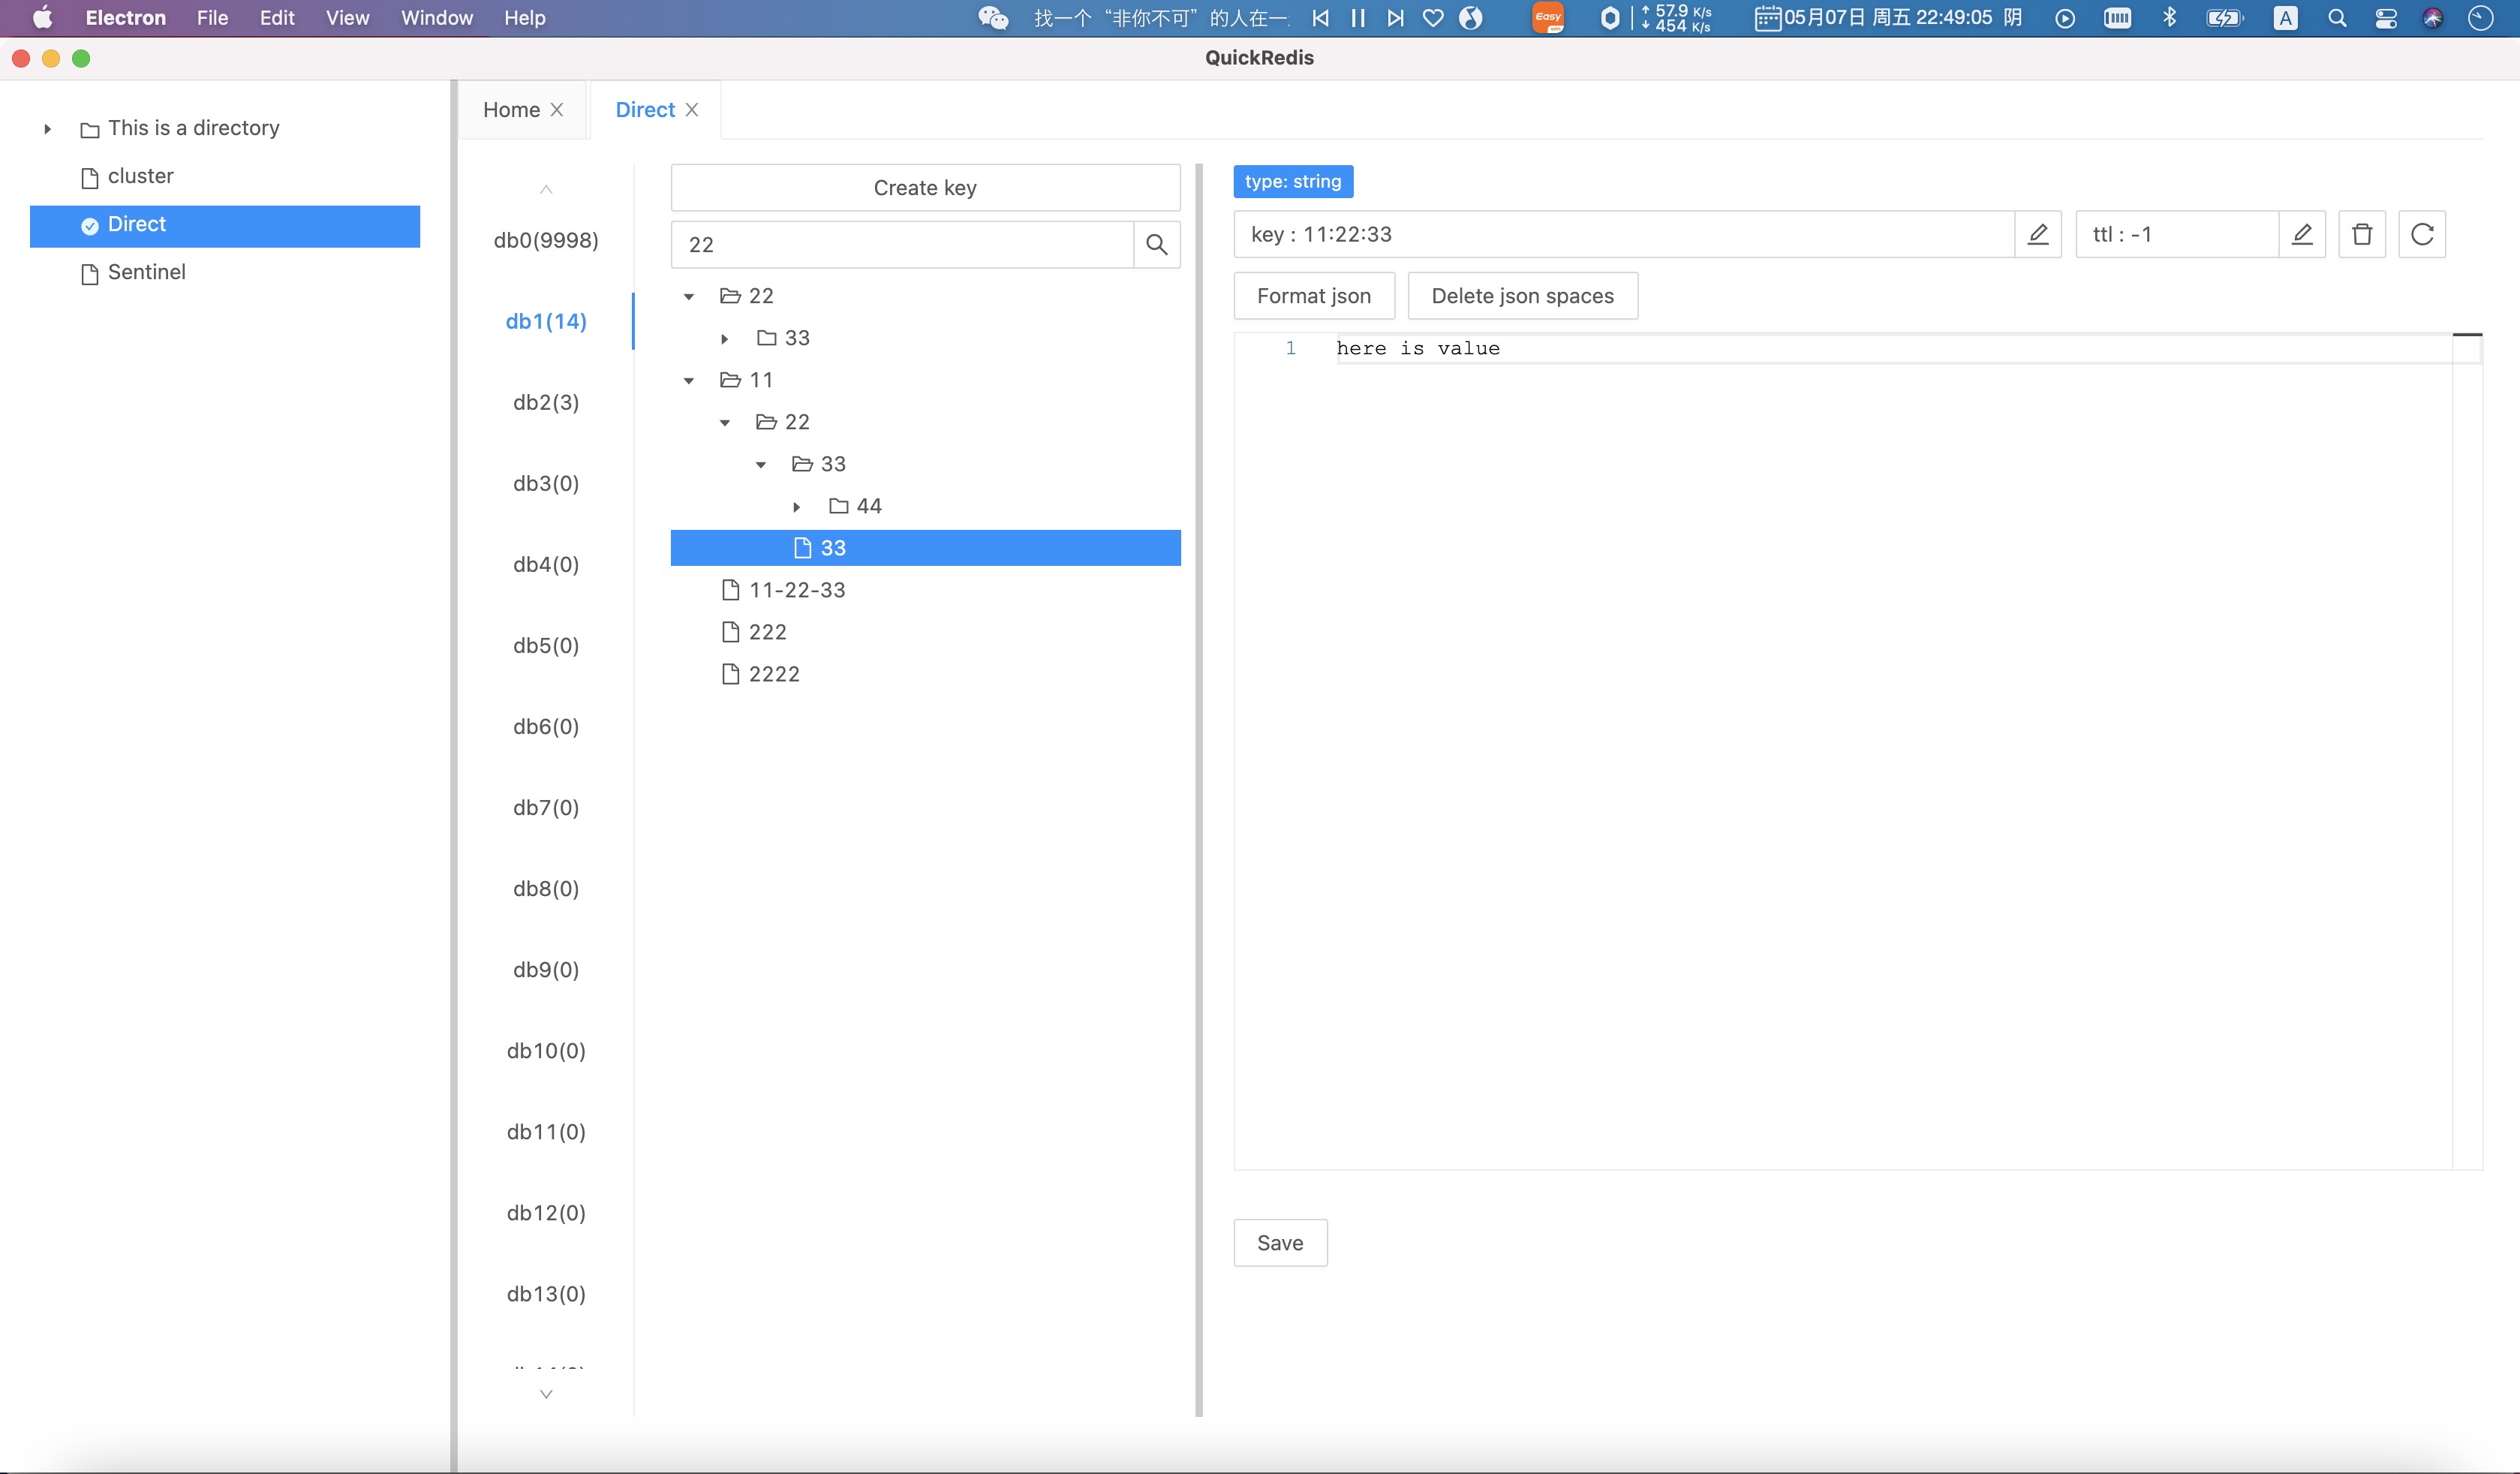 Electron File Edit View Window Help 找一个 “非你不可” 的人在一 Easy 57.9 K/s 454 K/s 05月07日 周五 22:49:05 阴 A
QuickRedis
This is a directory
cluster
Direct
Sentinel
Home Direct
db0(9998)
db1(14)
db2(3)
db3(0)
db4(0)
db5(0)
db6(0)
db7(0)
db8(0)
db9(0)
db10(0)
db11(0)
db12(0)
db13(0)
Create key
22
22
33
11
22
33
44
33
11-22-33
222
2222
type: string
key : 11:22:33 ttl : -1
Format json Delete json spaces
1 here is value
Save